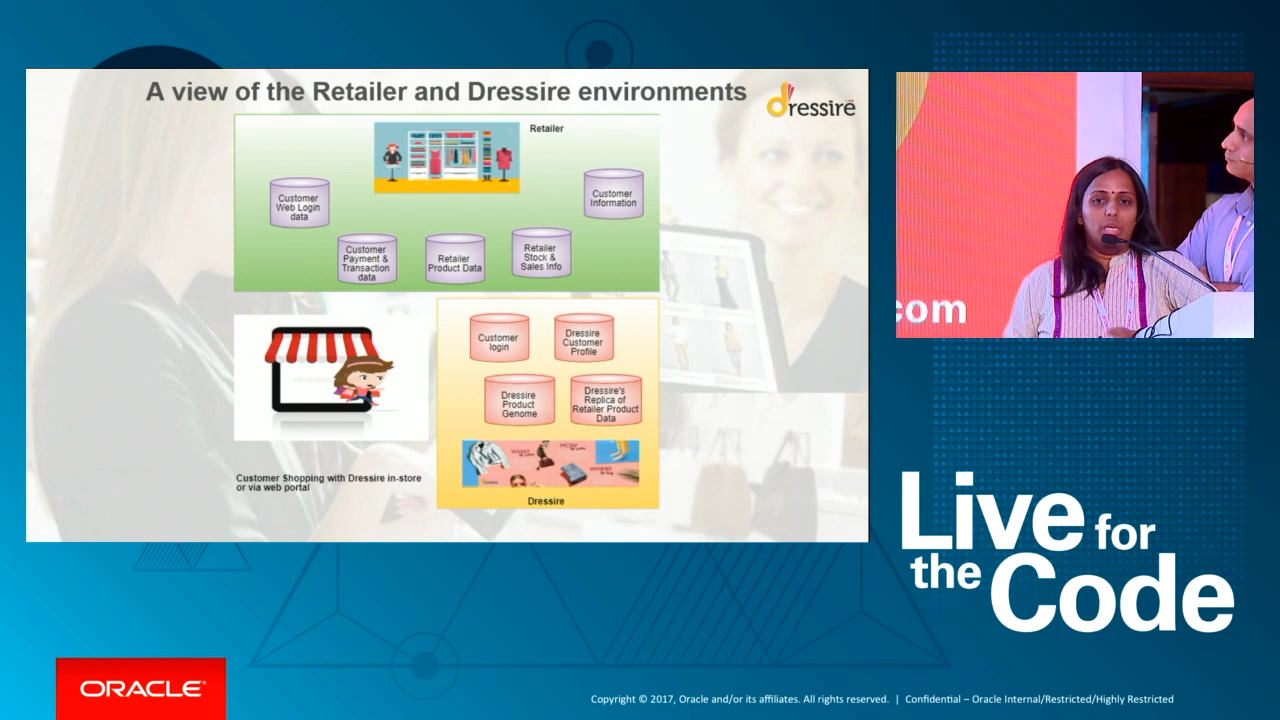 A view of the Retailer and Dressire environments
dressire
Retailer
Customer
Web Login
data
Customer
Information
Customer
Payment &
Transaction
data
Retailer
Product Data
Retailer
Stock &
Sales Info
Customer
login
Dressire
Customer
Profile
Dressire
Product
Genome
Dressire's
Replica of
Retailer Product
Data
WHAT
HOW
WHERE
Customer Shopping with Dressire in-store
or via web portal
Dressire
com
Live for
the Code
ORACLE
Copyright © 2017, Oracle and/or its affiliates. All rights reserved. | Confidential – Oracle Internal/Restricted/Highly Restricted